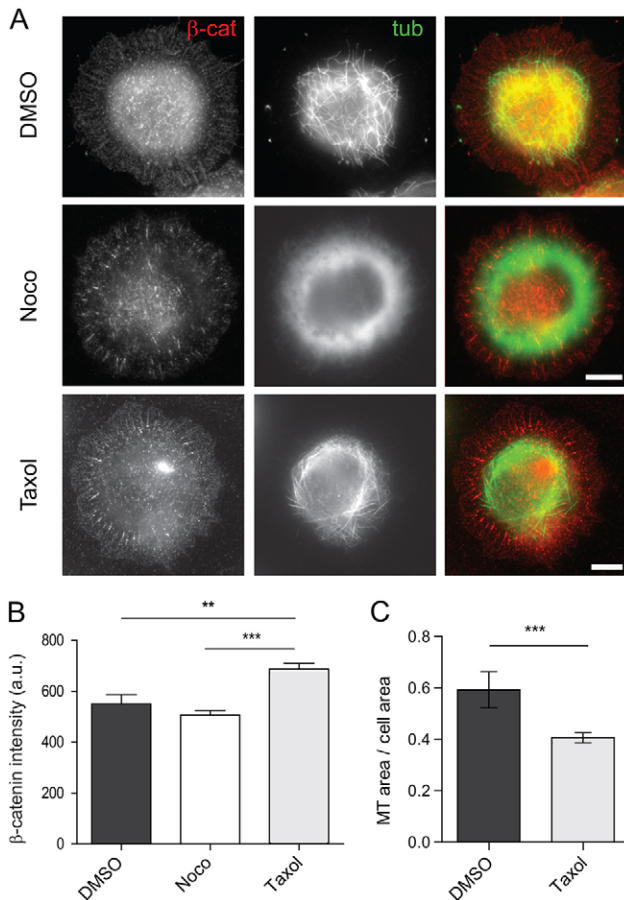 A
β-cat
tub
DMSO
Noco
Taxol
B
**
***
β-catenin intensity (a.u.)
800
600
400
200
0
DMSO
Noco
Taxol
C
***
MT area / cell area
0.8
0.6
0.4
0.2
0.0
DMSO
Taxol